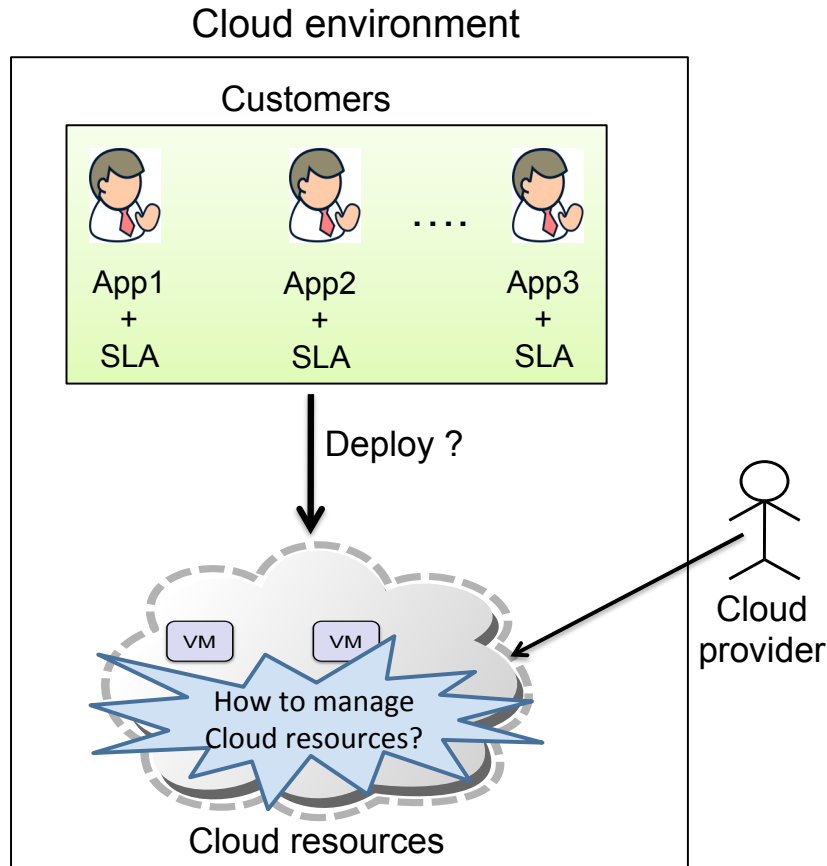 Cloud environment
Customers
....
App1
+
SLA
App2
+
SLA
App3
+
SLA
Deploy ?
Cloud
provider
VM
VM
How to manage
Cloud resources?
Cloud resources